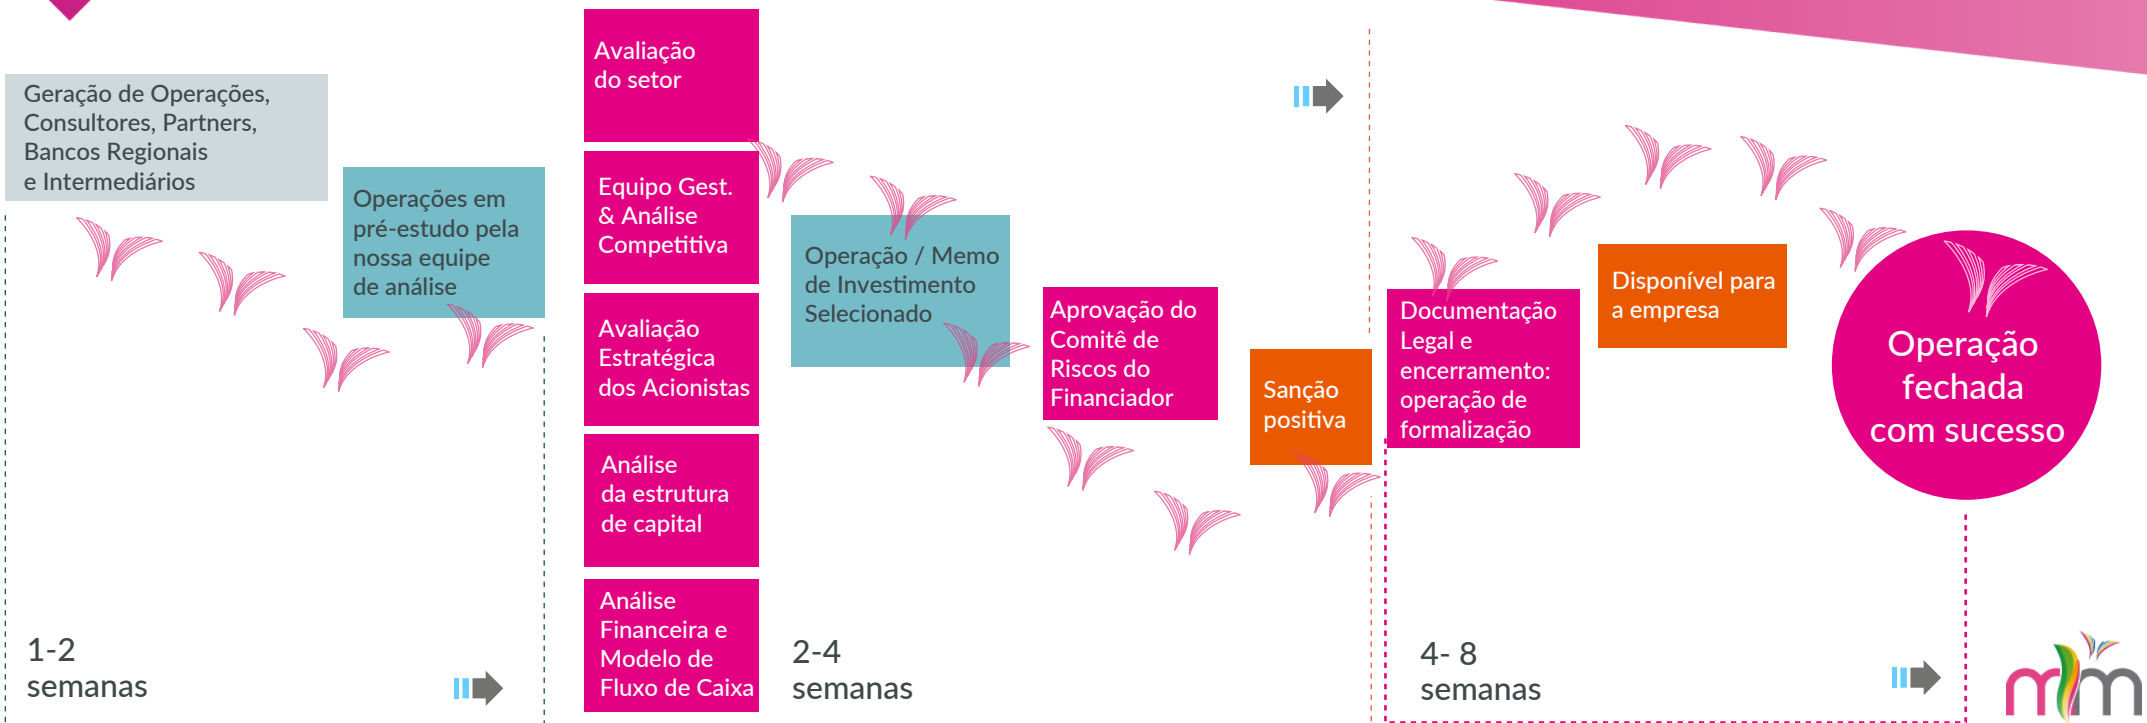 Geração de Operações,
Consultores, Partners,
Bancos Regionais
e Intermediários
Operações em
pré-estudo pela
nossa equipe
de análise
1-2
semanas
Avaliação
do setor
Equipo Gest.
& Análise
Competitiva
Avaliação
Estratégica
dos Acionistas
Análise
da estrutura
de capital
Análise
Financeira e
Modelo de
Fluxo de Caixa
Operação / Memo
de Investimento
Selecionado
Aprovação do
Comitê de
Riscos do
Financiador
Sanção
positiva
2-4
semanas
Documentação
Legal e
encerramento:
operação de
formalização
Disponível para
a empresa
Operação
fechada
com sucesso
4- 8
semanas
mm